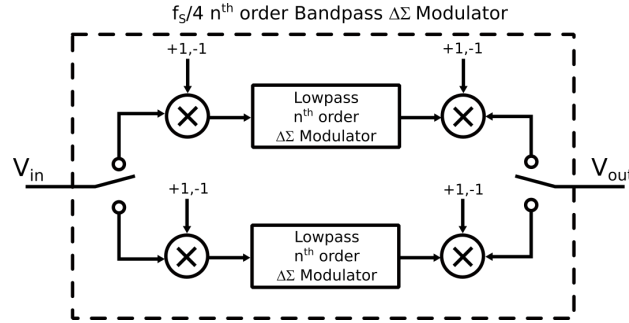 fS/4 nth order Bandpass ΔΣ Modulator
+1,-1
+1,-1
Lowpass
nth order
ΔΣ Modulator
Vin
Vout
+1,-1
+1,-1
Lowpass
nth order
ΔΣ Modulator